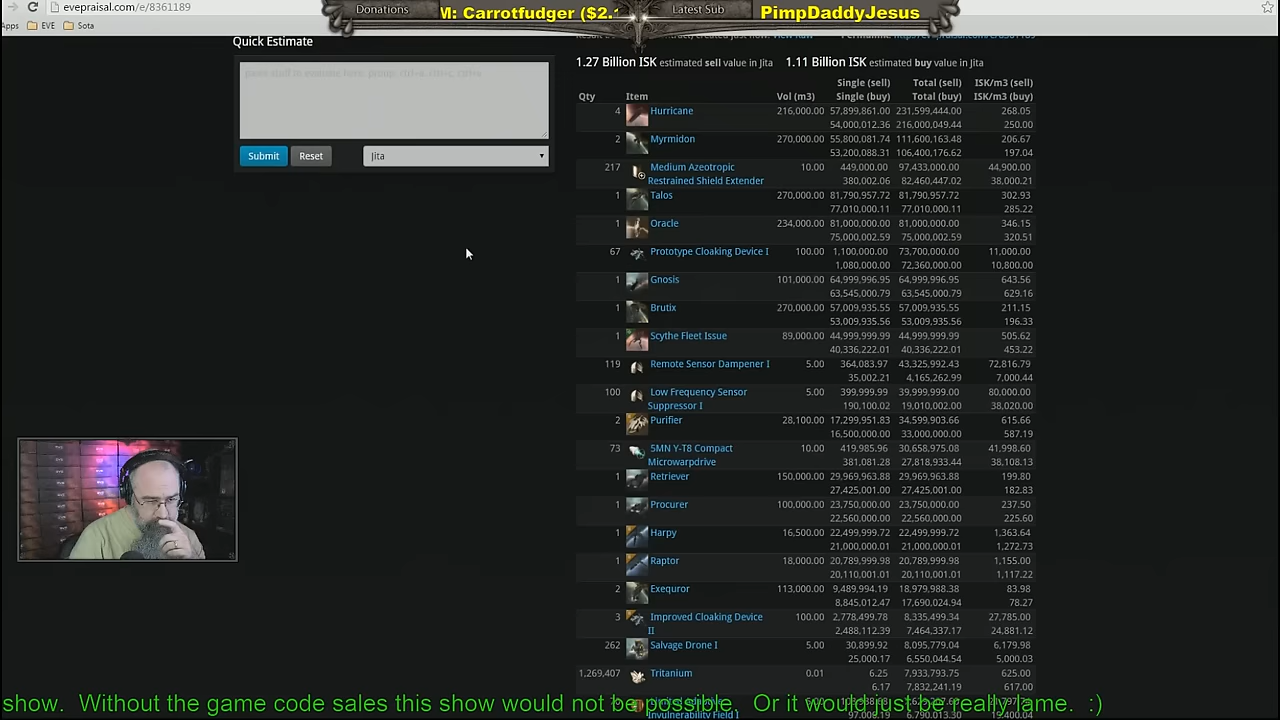 evepraisal.com/e/8361189
Donations
M: Carrotfudger ($2.
Latest Sub
PimpDaddyJesus
Apps EVE Sota
Quick Estimate
Submit Reset Jita
1.27 Billion ISK estimated sell value in Jita 1.11 Billion ISK estimated buy value in Jita
Single (sell) Total (sell) ISK/m3 (sell)
Qty Item Vol (m3) Single (buy) Total (buy) ISK/m3 (buy)
4 Hurricane 216,000.00 57,899,861.00 231,599,444.00 268.05
54,000,012.36 216,000,049.44 250.00
2 Myrmidon 270,000.00 55,800,081.74 111,600,163.48 206.67
53,200,088.31 106,400,176.62 197.04
217 Medium Azeotropic 10.00 449,000.00 97,433,000.00 44,900.00
Restrained Shield Extender 380,002.06 82,460,447.02 38,000.21
1 Talos 270,000.00 81,790,957.72 81,790,957.72 302.93
77,010,000.11 77,010,000.11 285.22
1 Oracle 234,000.00 81,000,000.00 81,000,000.00 346.15
75,000,002.59 75,000,002.59 320.51
67 Prototype Cloaking Device I 100.00 1,100,000.00 73,700,000.00 11,000.00
1,080,000.00 72,360,000.00 10,800.00
1 Gnosis 101,000.00 64,999,996.95 64,999,996.95 643.56
63,545,000.79 63,545,000.79 629.16
1 Brutix 270,000.00 57,009,935.55 57,009,935.55 211.15
53,009,935.56 53,009,935.56 196.33
1 Scythe Fleet Issue 89,000.00 44,999,999.99 44,999,999.99 505.62
40,336,222.01 40,336,222.01 453.22
119 Remote Sensor Dampener I 5.00 364,083.97 43,325,992.43 72,816.79
35,002.21 4,165,262.99 7,000.44
100 Low Frequency Sensor 5.00 399,999.99 39,999,999.00 80,000.00
Suppressor I 190,100.02 19,010,002.00 38,020.00
2 Purifier 28,100.00 17,299,951.83 34,599,903.66 615.66
16,500,000.00 33,000,000.00 587.19
73 5MN Y-T8 Compact 10.00 419,985.96 30,658,975.08 41,998.60
Microwarpdrive 381,081.28 27,818,933.44 38,108.13
1 Retriever 150,000.00 29,969,963.88 29,969,963.88 199.80
27,425,001.00 27,425,001.00 182.83
1 Procurer 100,000.00 23,750,000.00 23,750,000.00 237.50
22,560,000.00 22,560,000.00 225.60
1 Harpy 16,500.00 22,499,999.72 22,499,999.72 1,363.64
21,000,000.01 21,000,000.01 1,272.73
1 Raptor 18,000.00 20,789,999.98 20,789,999.98 1,155.00
20,110,001.01 20,110,001.01 1,117.22
2 Exequror 113,000.00 9,489,994.19 18,979,988.38 83.98
8,845,012.47 17,690,024.94 78.27
3 Improved Cloaking Device 100.00 2,778,499.78 8,335,499.34 27,785.00
II 2,488,112.39 7,464,337.17 24,881.12
262 Salvage Drone I 5.00 30,899.92 8,095,779.04 6,179.98
25,000.17 6,550,044.54 5,000.03
1,269,407 Tritanium 0.01 6.25 7,933,793.75 625.00
6.17 7,832,241.19 617.00
show. Without the game code sales this show would not be possible. Or it would just be really lame. :)
Invulnerability Field I 97,009.19 6,790,013.30 19,400.04